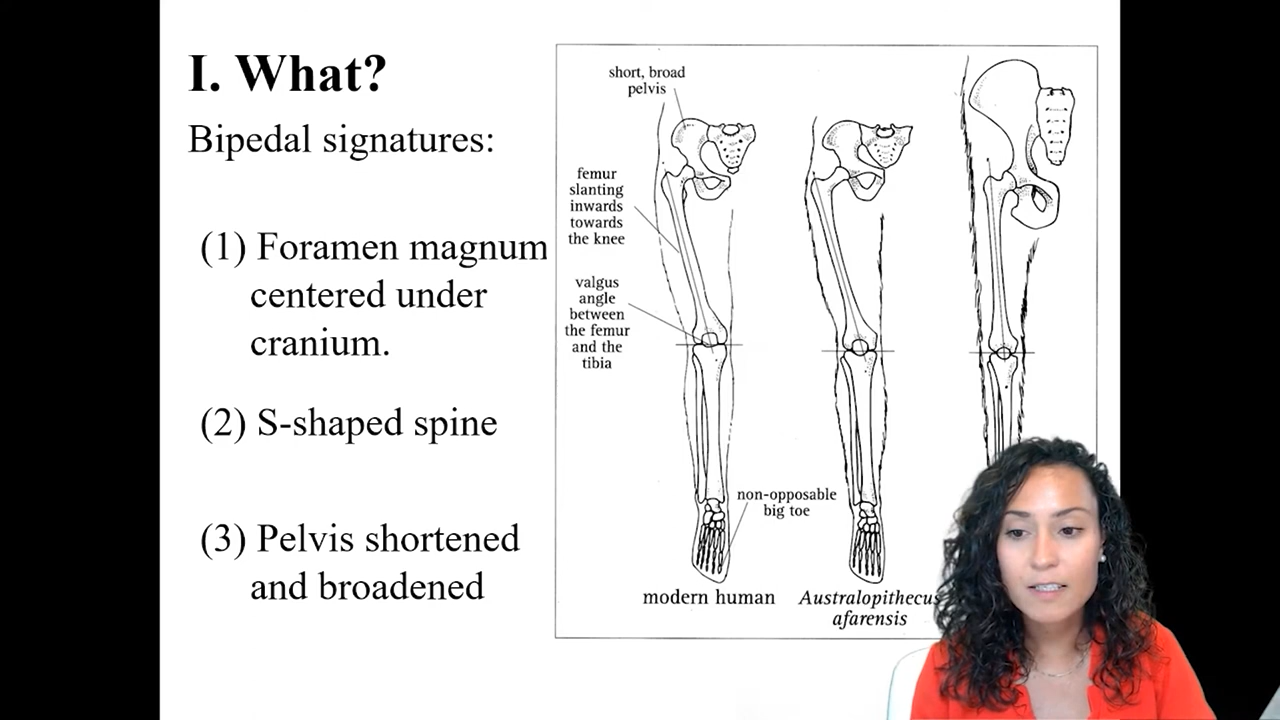 I. What?
Bipedal signatures:
(1) Foramen magnum
centered under
cranium.
(2) S-shaped spine
(3) Pelvis shortened
and broadened
short, broad
pelvis
femur
slanting
inwards
towards
the knee
valgus
angle
between
the femur
and the
tibia
non-opposable
big toe
modern human
Australopithecus
afarensis